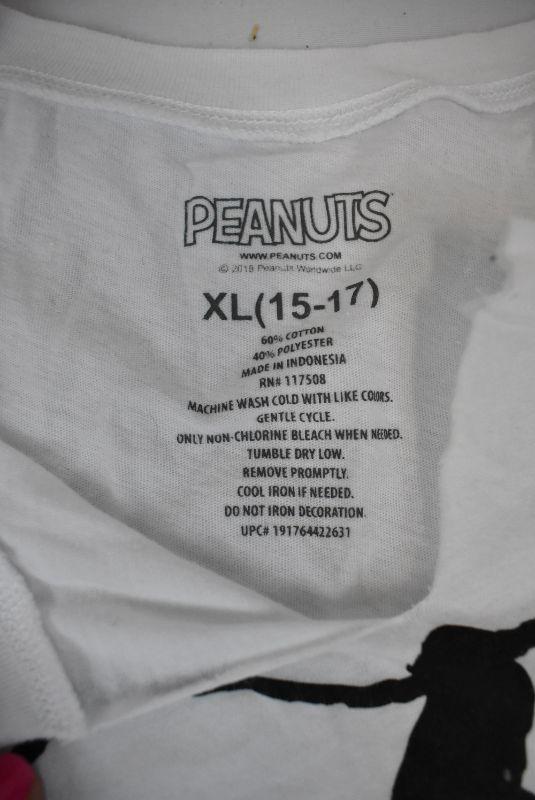 PEANUTS
WWW.PEANUTS.COM
© 2018 Peanuts Worldwide LLC
XL(15-17)
60% COTTON
40% POLYESTER
MADE IN INDONESIA
RN# 117508
MACHINE WASH COLD WITH LIKE COLORS.
GENTLE CYCLE.
ONLY NON-CHLORINE BLEACH WHEN NEEDED.
TUMBLE DRY LOW.
REMOVE PROMPTLY.
COOL IRON IF NEEDED.
DO NOT IRON DECORATION.
UPC# 191764422631